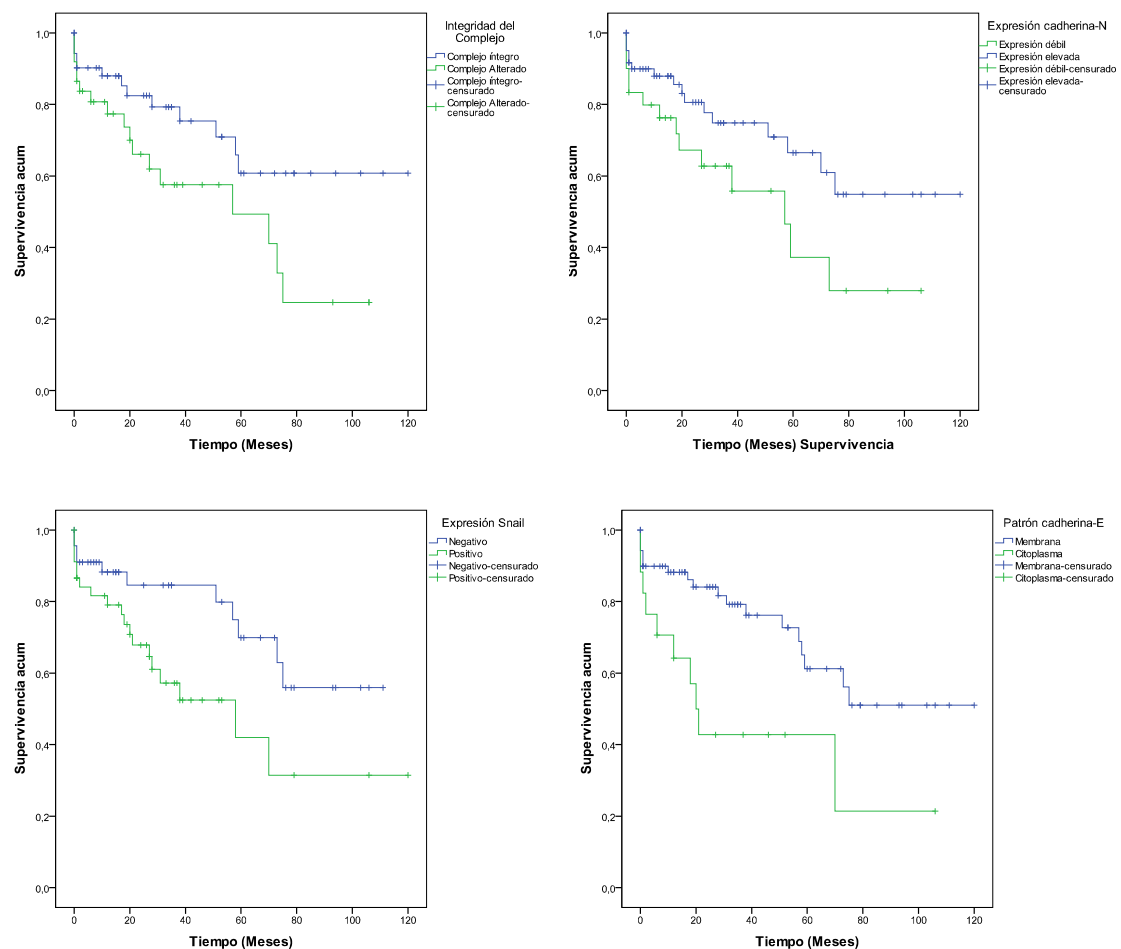 Integridad del
Complejo
Complejo íntegro
Complejo Alterado
Complejo íntegro-
censurado
Complejo Alterado-
censurado
Supervivencia acum
1,0
0,8
0,6
0,4
0,2
0,0
0 20 40 60 80 100 120
Tiempo (Meses)
Expresión cadherina-N
Expresión débil
Expresión elevada
Expresión débil-censurado
Expresión elevada-
censurado
Supervivencia acum
1,0
0,8
0,6
0,4
0,2
0,0
0 20 40 60 80 100 120
Tiempo (Meses) Supervivencia
Expresión Snail
Negativo
Positivo
Negativo-censurado
Positivo-censurado
Supervivencia acum
1,0
0,8
0,6
0,4
0,2
0,0
0 20 40 60 80 100 120
Tiempo (Meses)
Patrón cadherina-E
Membrana
Citoplasma
Membrana-censurado
Citoplasma-censurado
Supervivencia acum
1,0
0,8
0,6
0,4
0,2
0,0
0 20 40 60 80 100 120
Tiempo (Meses)